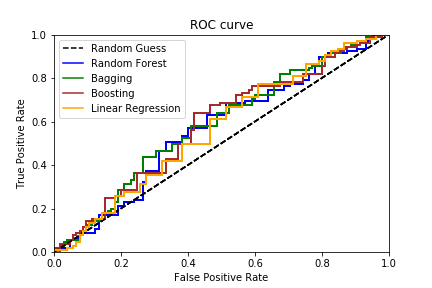 ROC curve
True Positive Rate
1.0
0.8
0.6
0.4
0.2
0.0
Random Guess
Random Forest
Bagging
Boosting
Linear Regression
0.0 0.2 0.4 0.6 0.8 1.0
False Positive Rate